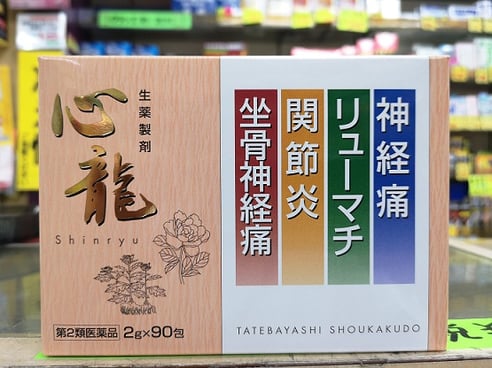 心龍
生薬製剤
Shinryu
第2類医薬品
2g×90包
神経痛
リューマチ
関節炎
坐骨神経痛
TATEBAYASHI SHOUKAKUDO